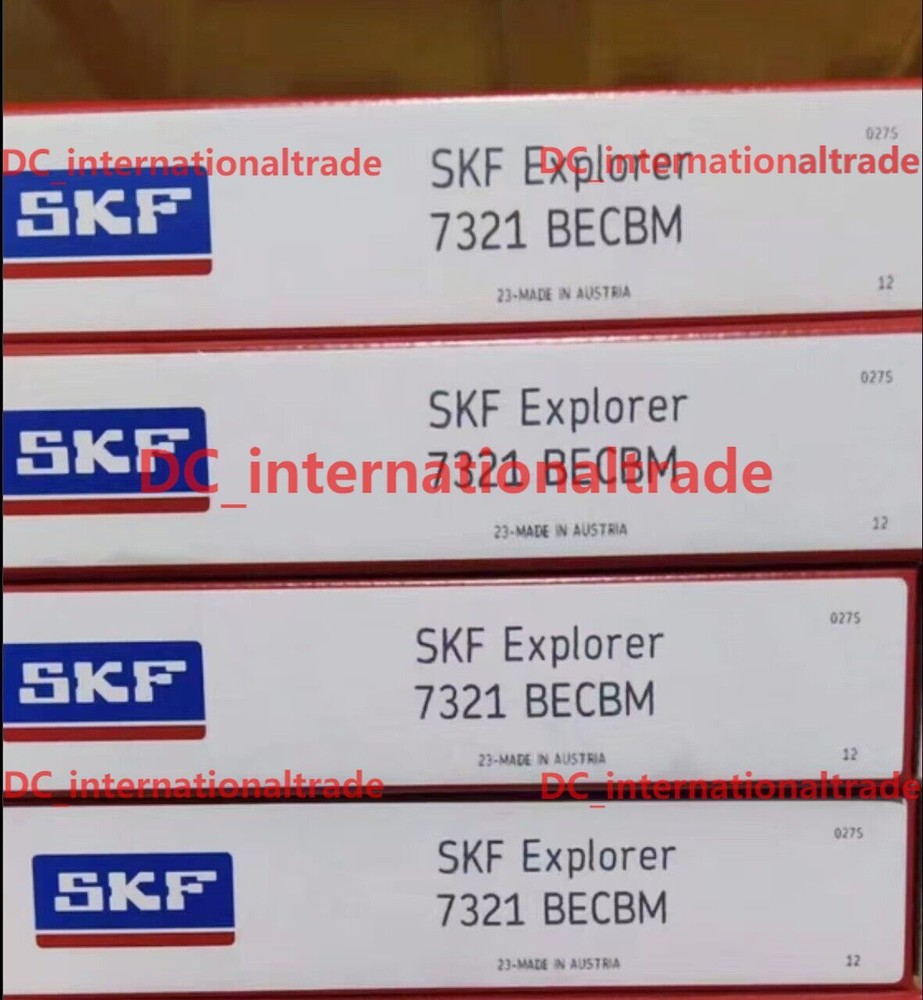 0275
DC_internationaltrade
DC_internationaltrade
SKF Explorer
SKF
7321 BECBM
12
23-MADE IN AUSTRIA
0275
SKF Explorer
SKF
7321 BECBM
DC_internationaltrade
12
23-MADE IN AUSTRIA
0275
SKF Explorer
SKF
7321 BECBM
12
23-MADE IN AUSTRIA
DC_internationaltrade
DC_internationaltrade
0275
SKF Explorer
SKF
7321 BECBM
12
23-MADE IN AUSTRIA